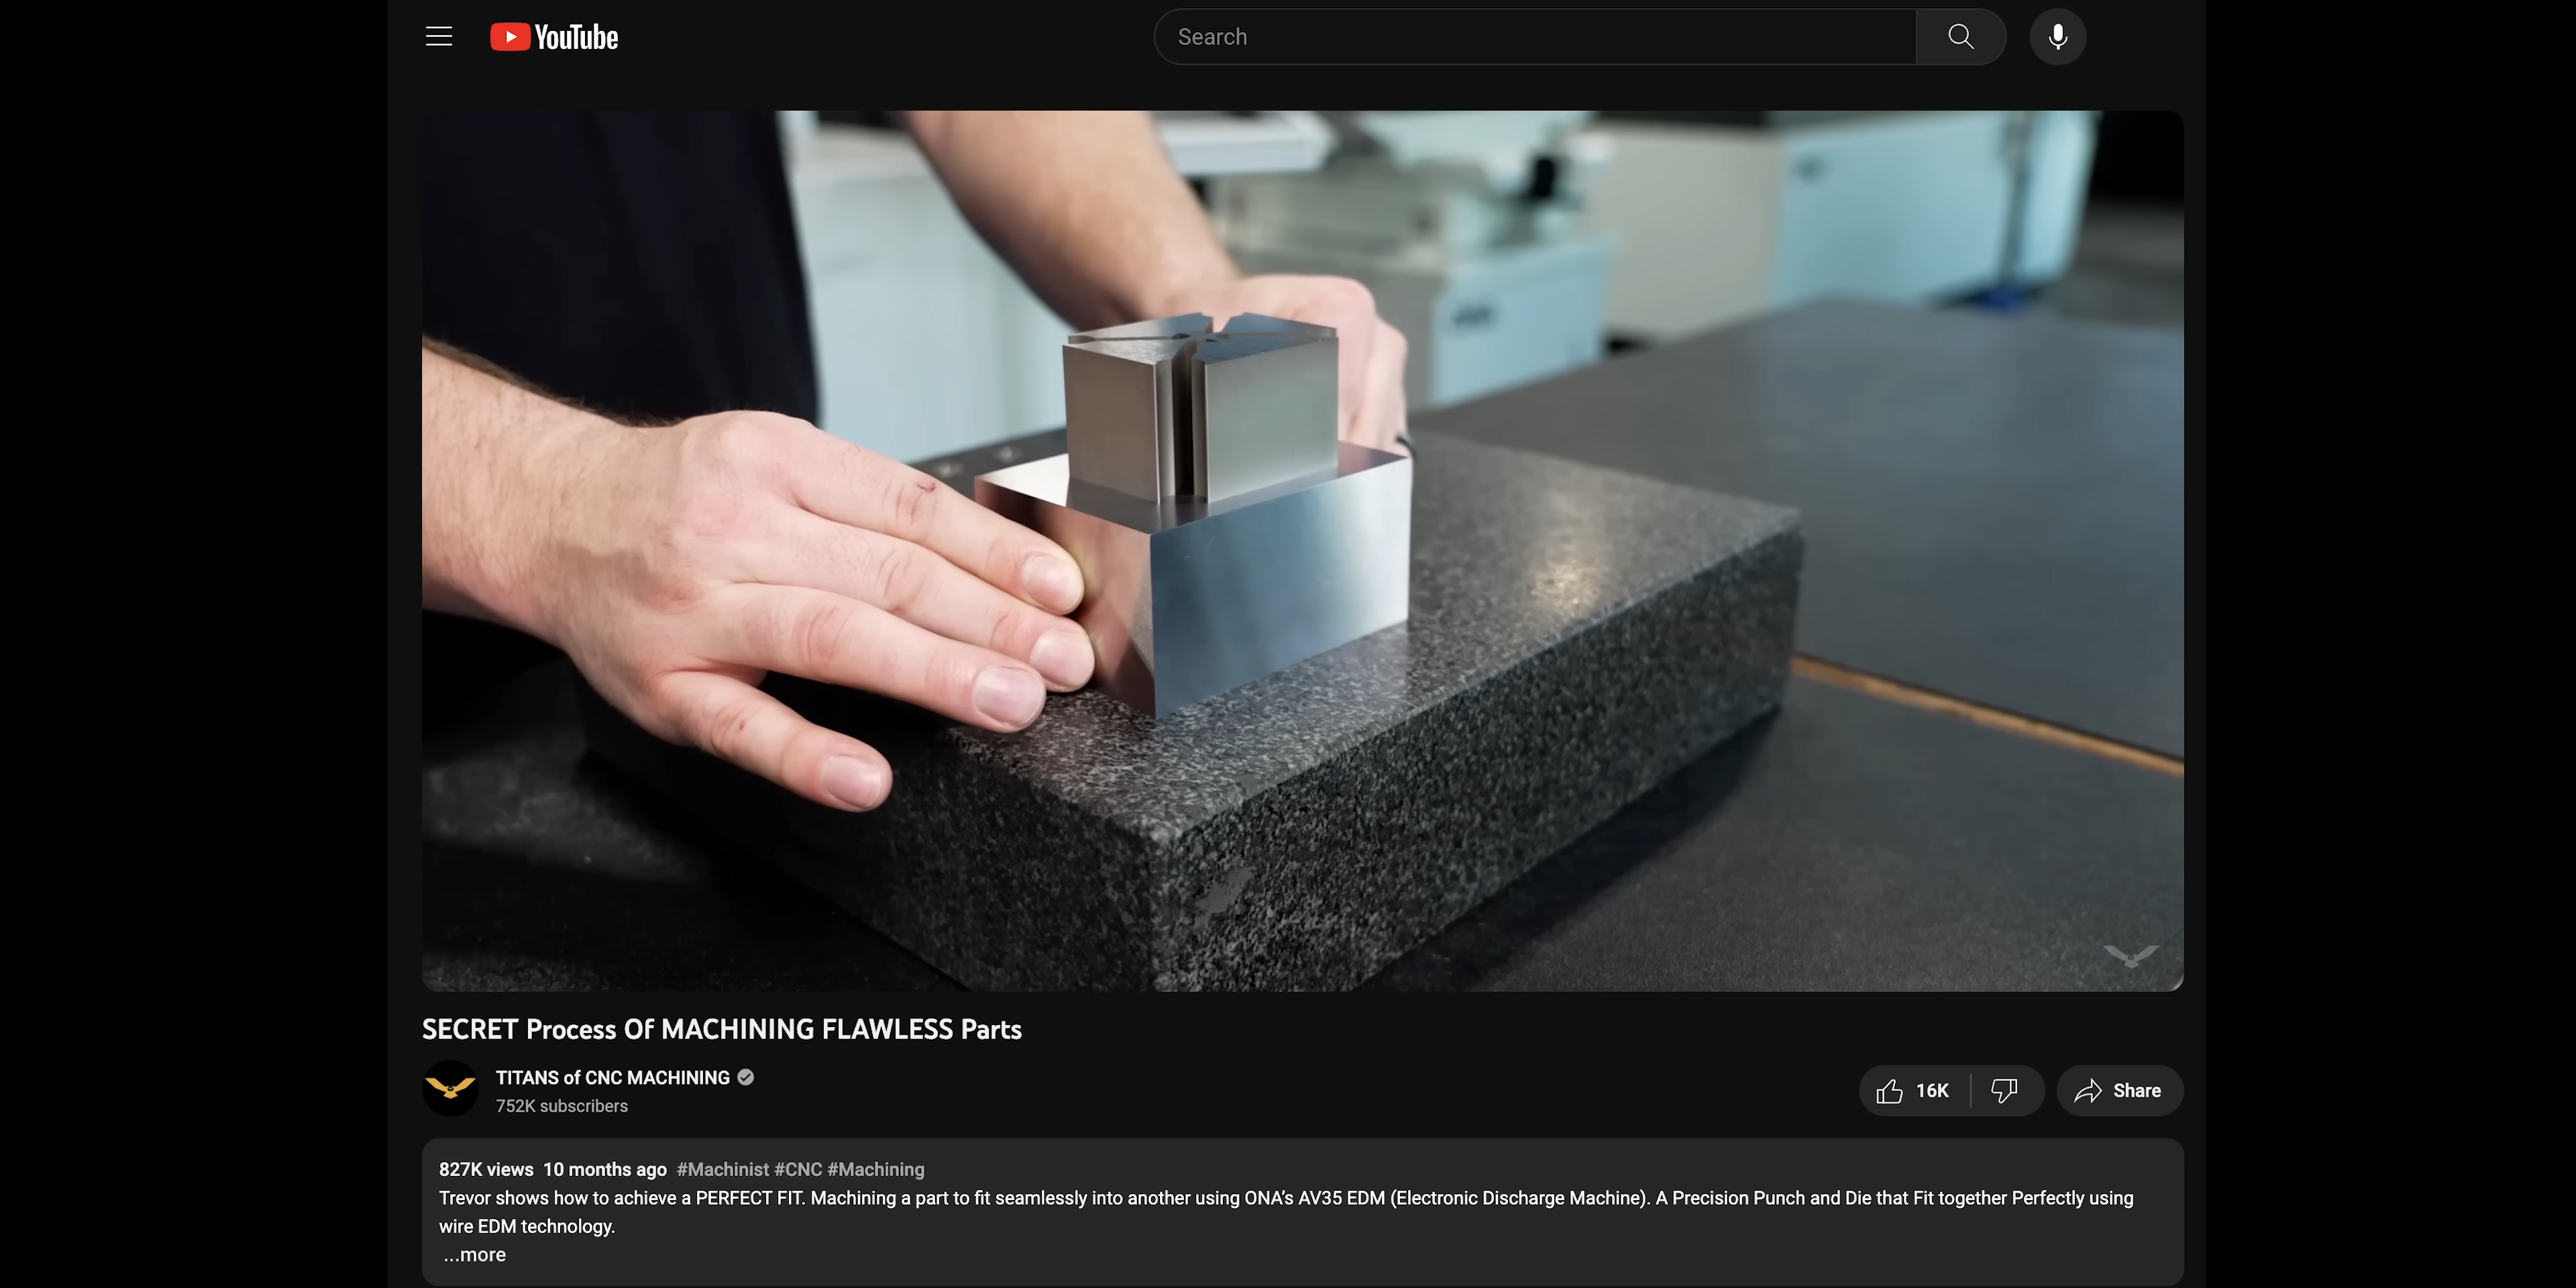 YouTube
Search
SECRET Process Of MACHINING FLAWLESS Parts
TITANS of CNC MACHINING
752K subscribers
16K
Share
827K views 10 months ago #Machinist #CNC #Machining
Trevor shows how to achieve a PERFECT FIT. Machining a part to fit seamlessly into another using ONA’s AV35 EDM (Electronic Discharge Machine). A Precision Punch and Die that Fit together Perfectly using
wire EDM technology.
...more